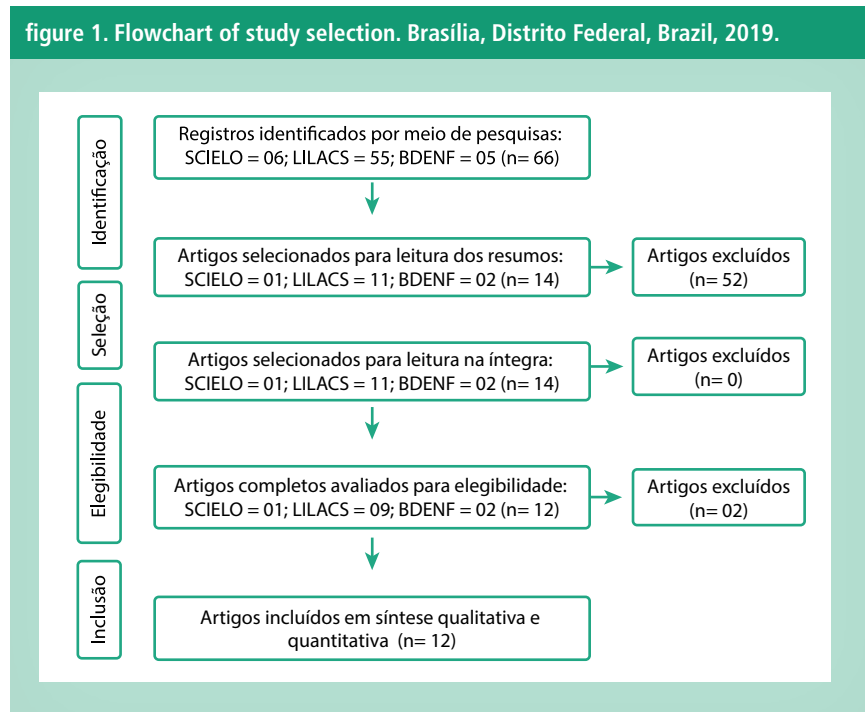 figure 1. Flowchart of study selection. Brasília, Distrito Federal, Brazil, 2019.
Identificação
Registros identificados por meio de pesquisas:
SCIELO = 06; LILACS = 55; BDENF = 05 (n= 66)
Artigos selecionados para leitura dos resumos:
SCIELO = 01; LILACS = 11; BDENF = 02 (n= 14)
Artigos excluídos
(n= 52)
Seleção
Artigos selecionados para leitura na íntegra:
SCIELO = 01; LILACS = 11; BDENF = 02 (n= 14)
Artigos excluídos
(n= 0)
Elegibilidade
Artigos completos avaliados para elegibilidade:
SCIELO = 01; LILACS = 09; BDENF = 02 (n= 12)
Artigos excluídos
(n= 02)
Inclusão
Artigos incluídos em síntese qualitativa e
quantitativa (n= 12)